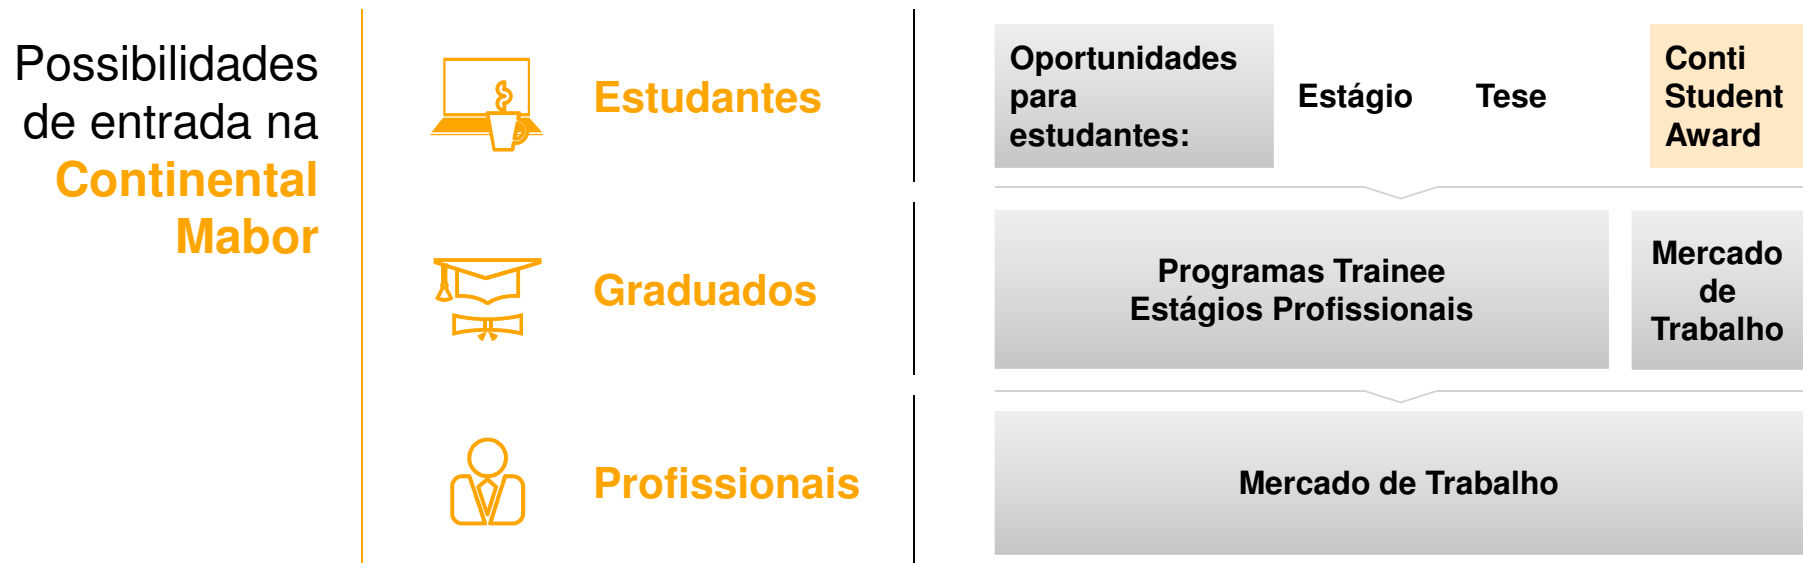 Possibilidades
de entrada na
Continental
Mabor
Estudantes
Oportunidades
para
estudantes:
Estágio
Tese
Conti
Student
Award
Graduados
Programas Trainee
Estágios Profissionais
Mercado
de
Trabalho
Profissionais
Mercado de Trabalho